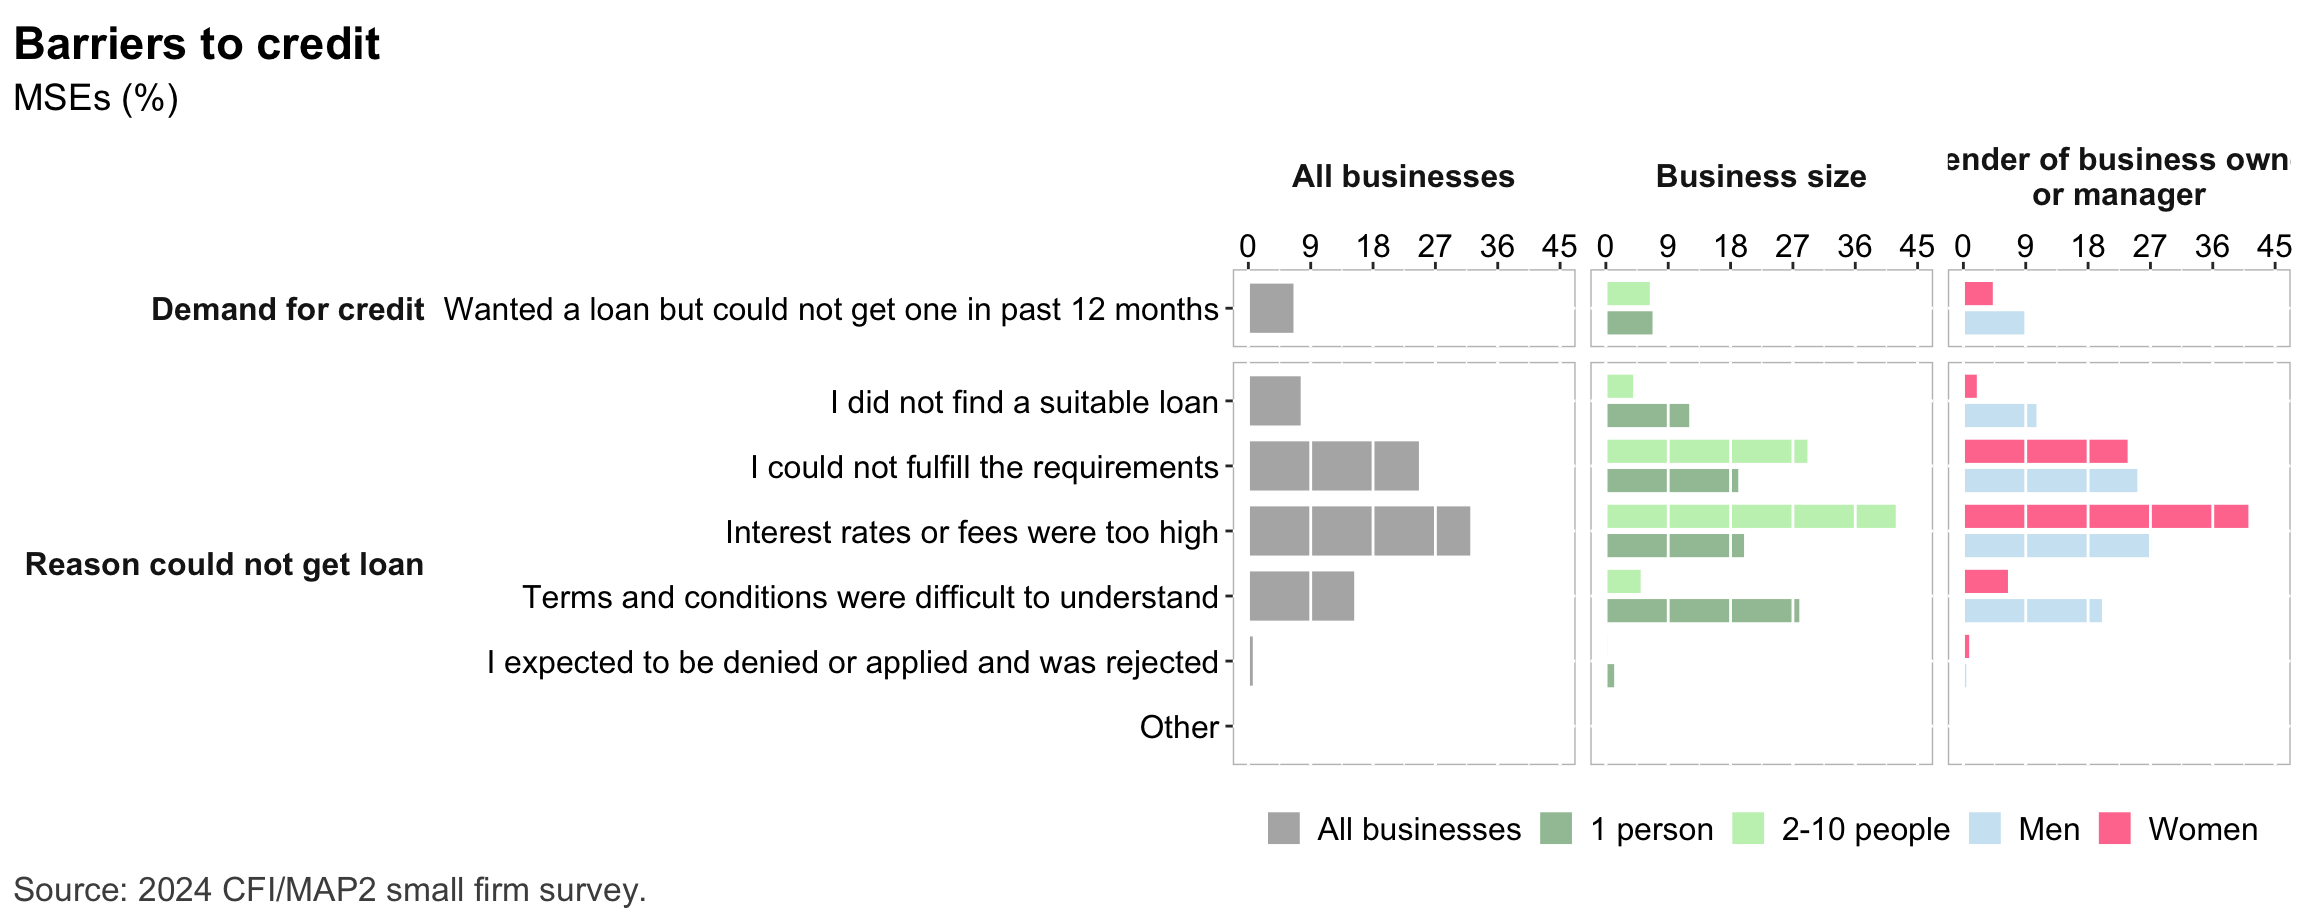 Barriers to credit
MSEs (%)
All businesses
Business size
ender of business own
or manager
0 9 18 27 36 45 0 9 18 27 36 45 0 9 18 27 36 45
Demand for credit Wanted a loan but could not get one in past 12 months
I did not find a suitable loan
I could not fulfill the requirements
Interest rates or fees were too high
Reason could not get loan
Terms and conditions were difficult to understand
I expected to be denied or applied and was rejected
Other
All businesses 1 person 2-10 people Men Women
Source: 2024 CFI/MAP2 small firm survey.